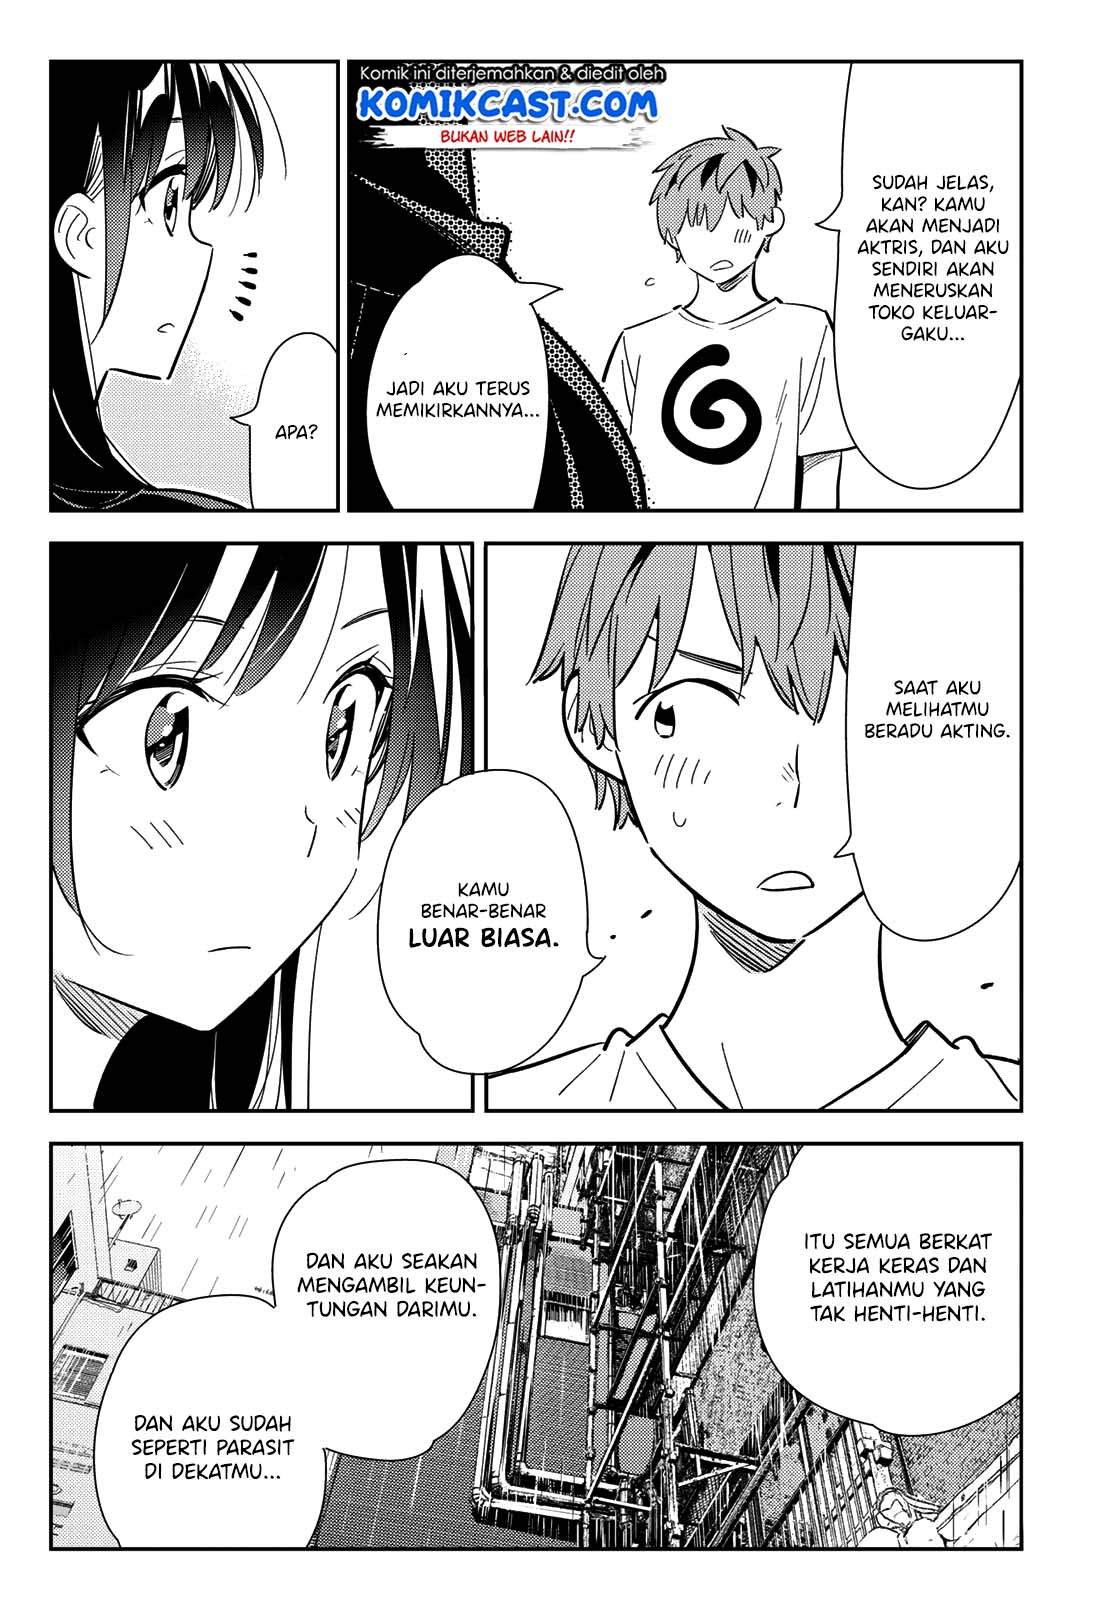 Komik ini diterjemahkan & diedit oleh
KOMIKCAST.COM
BUKAN WEB LAIN!!
SUDAH JELAS,
KAN? KAMU
AKAN MENJADI
AKTRIS, DAN AKU
SENDIRI AKAN
MENERUSKAN
TOKO KELUAR-
GAKU...
JADI AKU TERUS
MEMIKIRKANNYA...
APA?
SAAT AKU
MELIHATMU
BERADU AKTING.
KAMU
BENAR-BENAR
LUAR BIASA.
ITU SEMUA BERKAT
KERJA KERAS DAN
LATIHANMU YANG
TAK HENTI-HENTI.
DAN AKU SEAKAN
MENGAMBIL KEUN-
TUNGAN DARIMU.
DAN AKU SUDAH
SEPERTI PARASIT
DI DEKATMU...